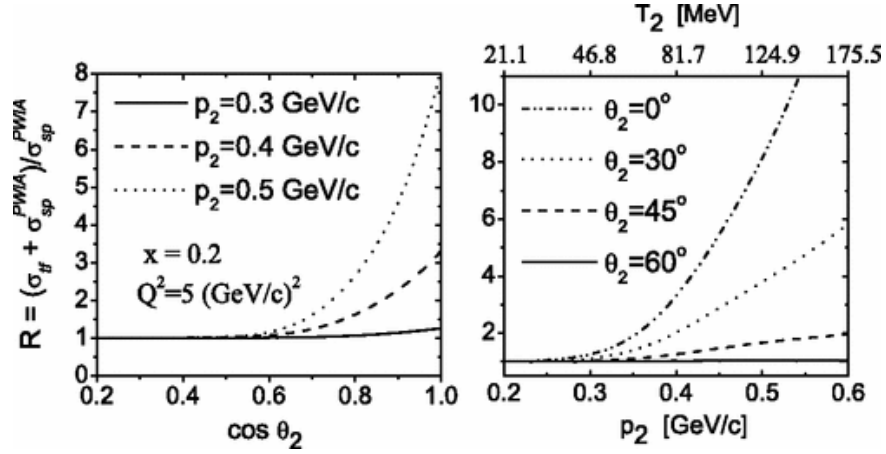 R = (σ_tf + σ_sp^PWIA)/σ_sp^PWIA
8
7
6
5
4
3
2
1
0
p₂=0.3 GeV/c
p₂=0.4 GeV/c
p₂=0.5 GeV/c
x = 0.2
Q²=5 (GeV/c)²
0.2 0.4 0.6 0.8 1.0
cos θ₂
T₂ [MeV]
21.1 46.8 81.7 124.9 175.5
10
8
6
4
2
θ₂=0°
θ₂=30°
θ₂=45°
θ₂=60°
0.2 0.3 0.4 0.5 0.6
p₂ [GeV/c]